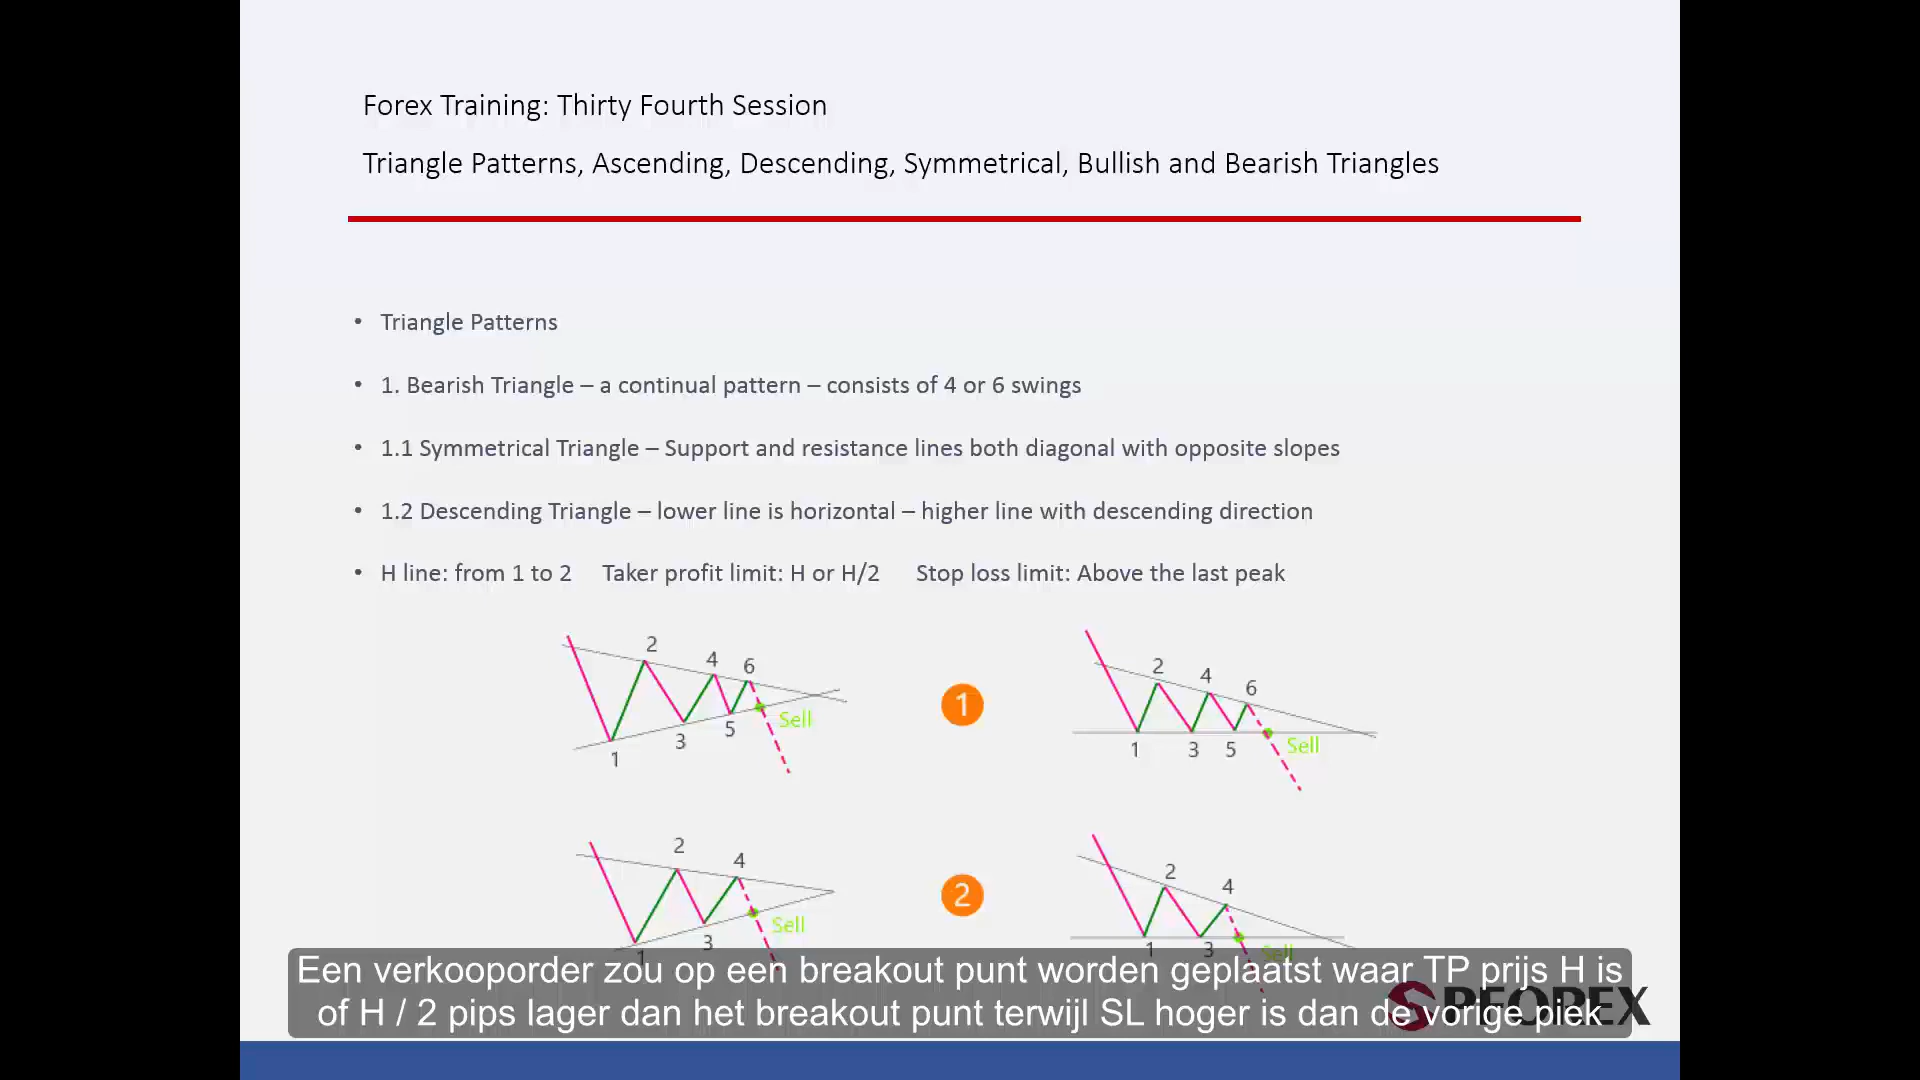 Forex Training: Thirty Fourth Session
Triangle Patterns, Ascending, Descending, Symmetrical, Bullish and Bearish Triangles
• Triangle Patterns
• 1. Bearish Triangle – a continual pattern – consists of 4 or 6 swings
• 1.1 Symmetrical Triangle – Support and resistance lines both diagonal with opposite slopes
• 1.2 Descending Triangle – lower line is horizontal – higher line with descending direction
• H line: from 1 to 2 Taker profit limit: H or H/2 Stop loss limit: Above the last peak
2 4 6
1 3 5
Sell
1
2 4 6
1 3 5
Sell
2 4
1 3
Sell
2
2 4
1 3
Sell
Een verkooporder zou op een breakout punt worden geplaatst waar TP prijs H is
of H / 2 pips lager dan het breakout punt terwijl SL hoger is dan de vorige piek